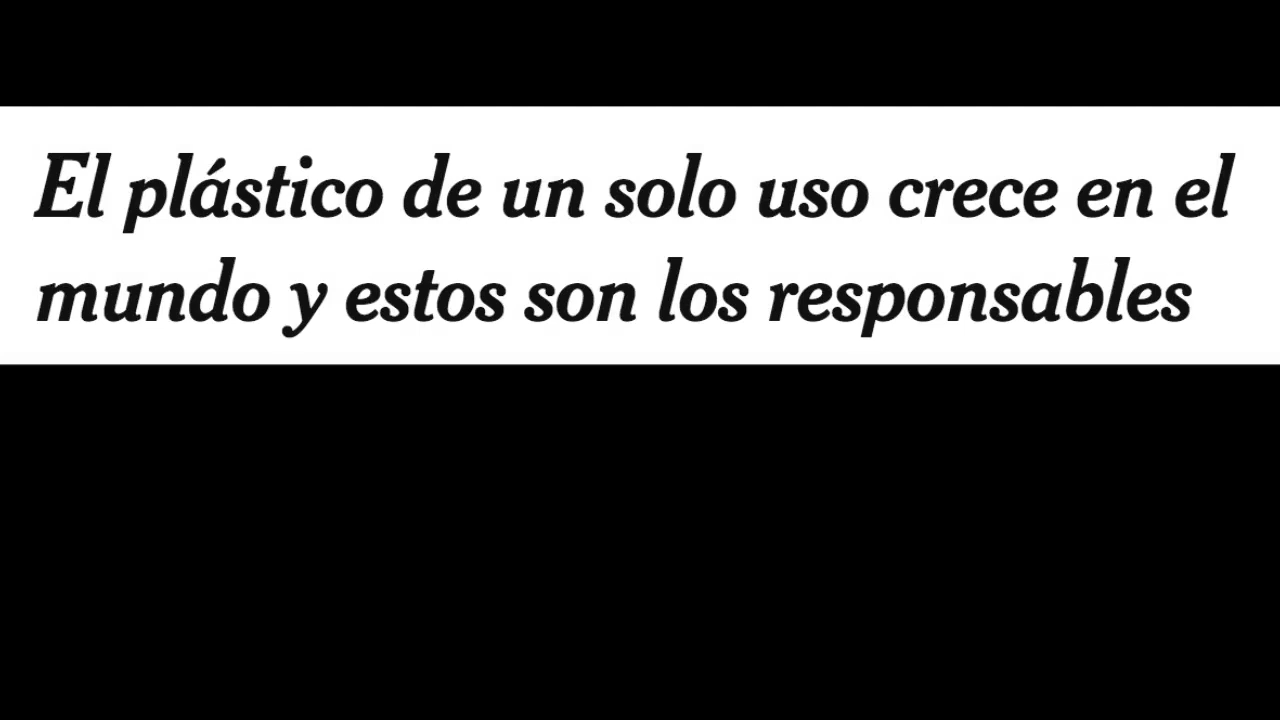 El plástico de un solo uso crece en el
mundo y estos son los responsables